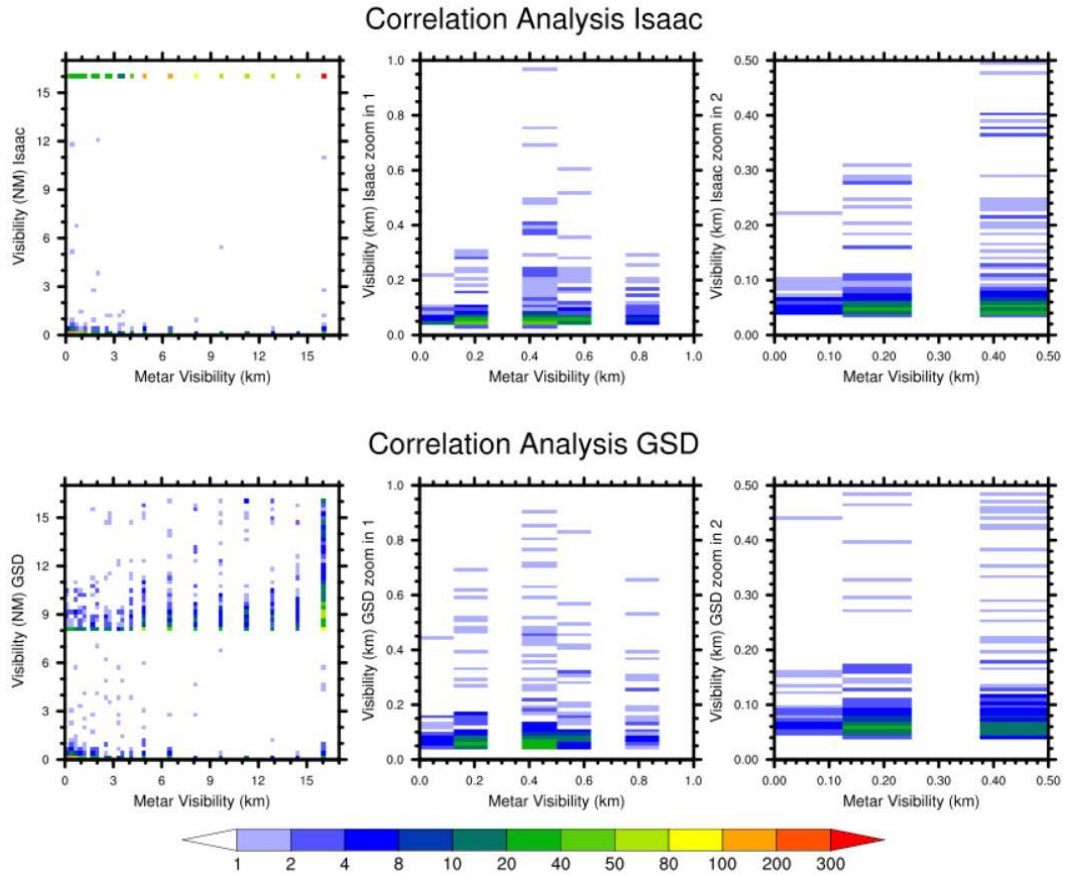 Correlation Analysis Isaac
Visibility (NM) Isaac
15
12
9
6
3
0
0 3 6 9 12 15
Metar Visibility (km)
Visibility (km) Isaac zoom in 1
1.0
0.8
0.6
0.4
0.2
0.0
0.0 0.2 0.4 0.6 0.8 1.0
Metar Visibility (km)
Visibility (km) Isaac zoom in 2
0.50
0.40
0.30
0.20
0.10
0.00
0.00 0.10 0.20 0.30 0.40 0.50
Metar Visibility (km)
Correlation Analysis GSD
Visibility (NM) GSD
15
12
9
6
3
0
0 3 6 9 12 15
Metar Visibility (km)
Visibility (km) GSD zoom in 1
1.0
0.8
0.6
0.4
0.2
0.0
0.0 0.2 0.4 0.6 0.8 1.0
Metar Visibility (km)
Visibility (km) GSD zoom in 2
0.50
0.40
0.30
0.20
0.10
0.00
0.00 0.10 0.20 0.30 0.40 0.50
Metar Visibility (km)
1 2 4 8 10 20 40 50 80 100 200 300